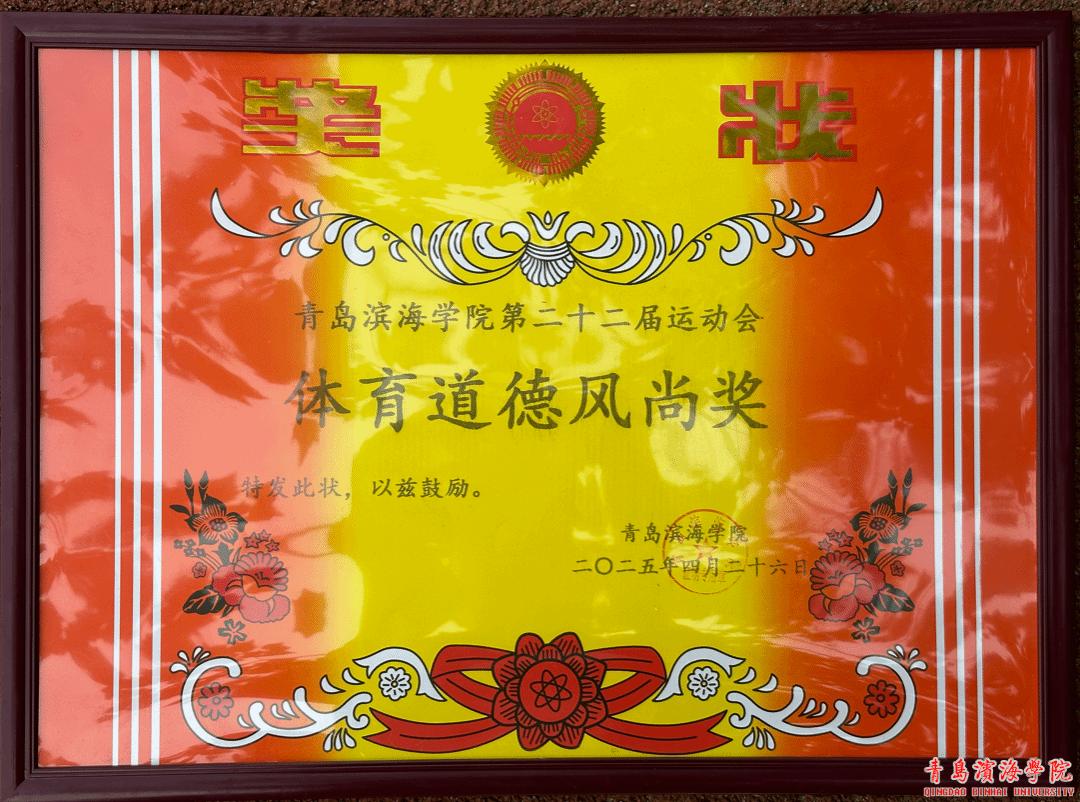 奖 状
青岛滨海学院第二十二届运动会
体育道德风尚奖
特发此状，以兹鼓励。
青岛滨海学院
二〇二五年四月二十六日
青島濱海學院
QINGDAO BINHAI UNIVERSITY